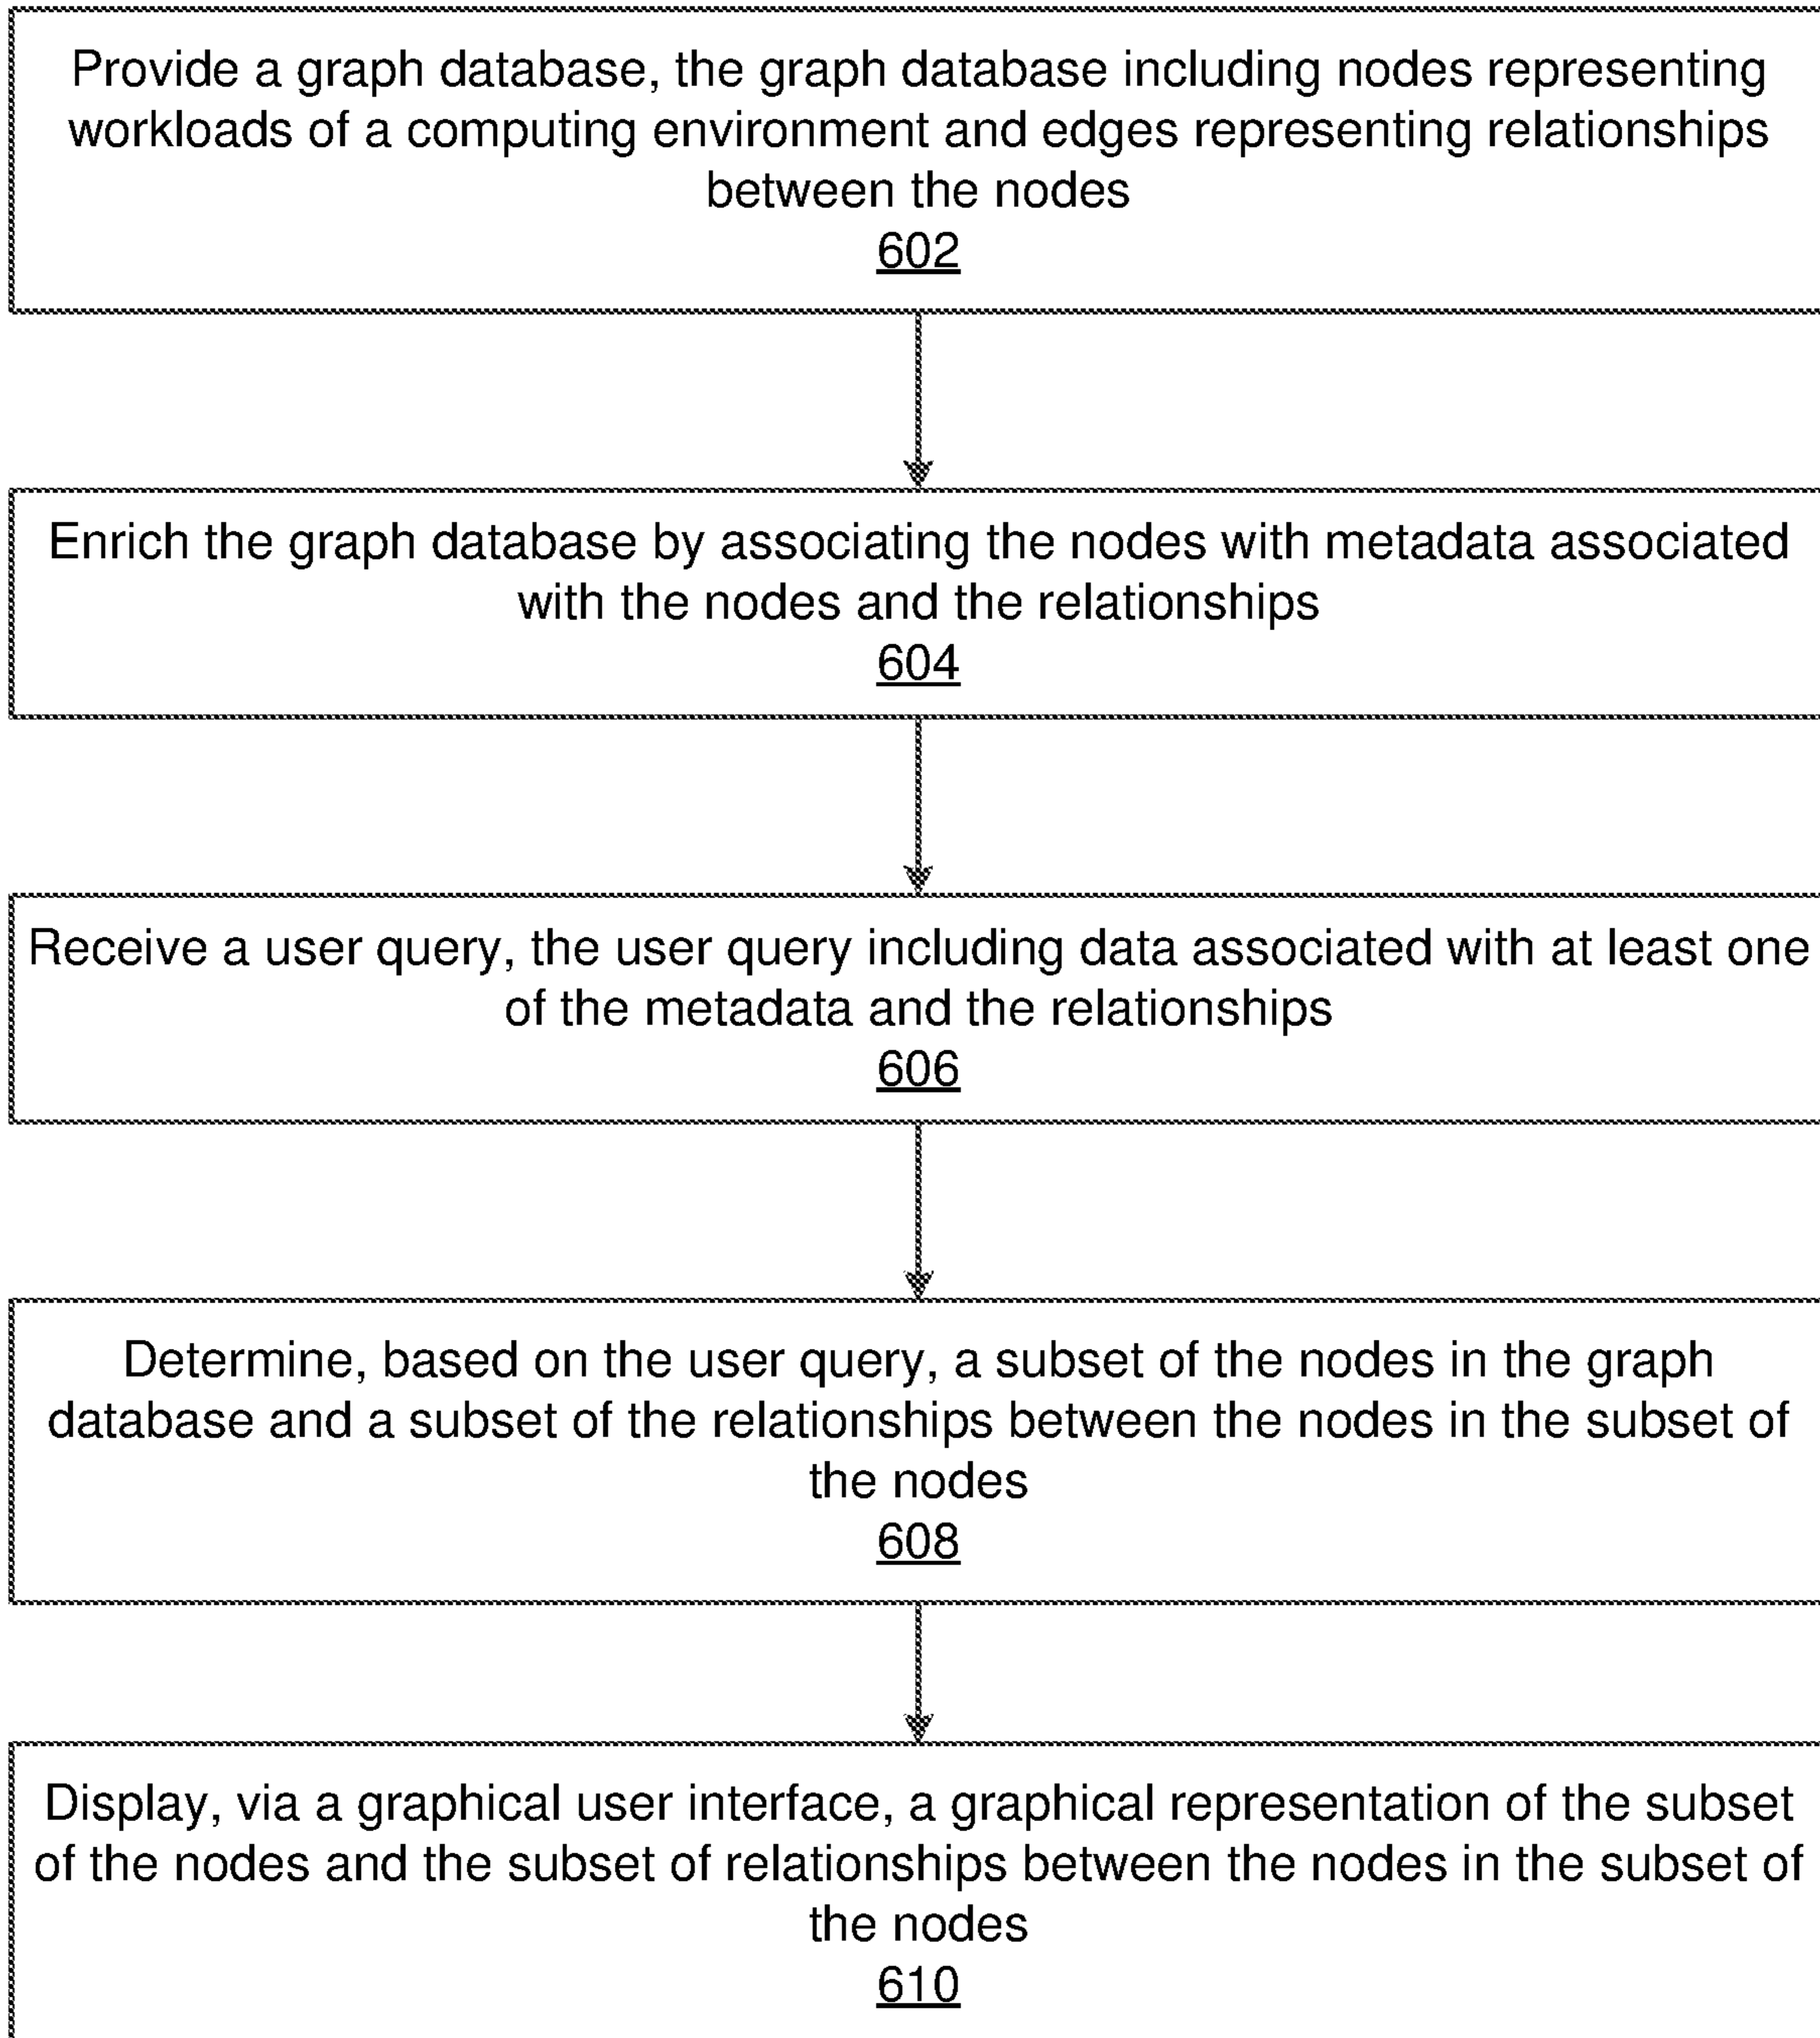 Provide a graph database, the graph database including nodes representing
workloads of a computing environment and edges representing relationships
between the nodes
602
Enrich the graph database by associating the nodes with metadata associated
with the nodes and the relationships
604
Receive a user query, the user query including data associated with at least one
of the metadata and the relationships
606
Determine, based on the user query, a subset of the nodes in the graph
database and a subset of the relationships between the nodes in the subset of
the nodes
608
Display, via a graphical user interface, a graphical representation of the subset
of the nodes and the subset of relationships between the nodes in the subset of
the nodes
610